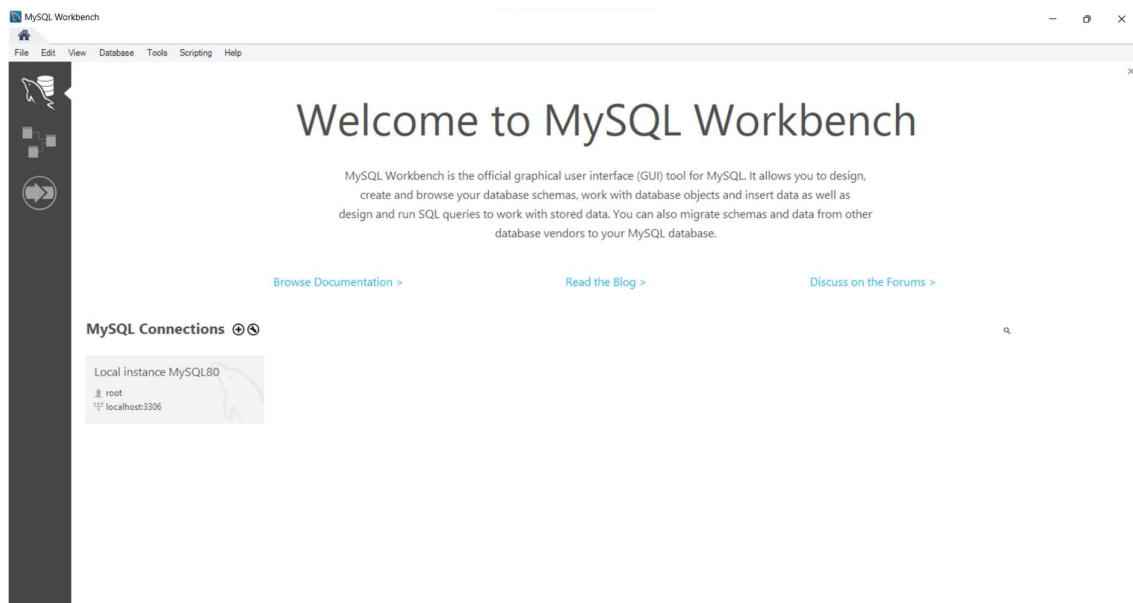 MySQL Workbench
File Edit View Database Tools Scripting Help
Welcome to MySQL Workbench
MySQL Workbench is the official graphical user interface (GUI) tool for MySQL. It allows you to design,
create and browse your database schemas, work with database objects and insert data as well as
design and run SQL queries to work with stored data. You can also migrate schemas and data from other
database vendors to your MySQL database.
Browse Documentation > Read the Blog > Discuss on the Forums >
MySQL Connections
Local instance MySQL80
root
localhost:3306